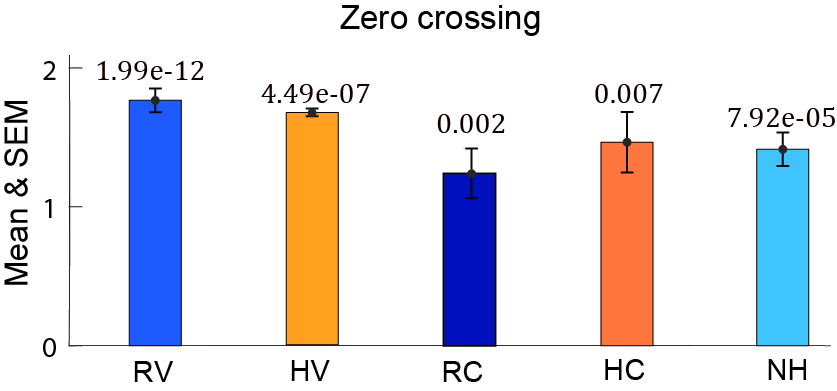 Zero crossing
Mean & SEM
2
1
0
1.99e-12
4.49e-07
0.002
0.007
7.92e-05
RV
HV
RC
HC
NH